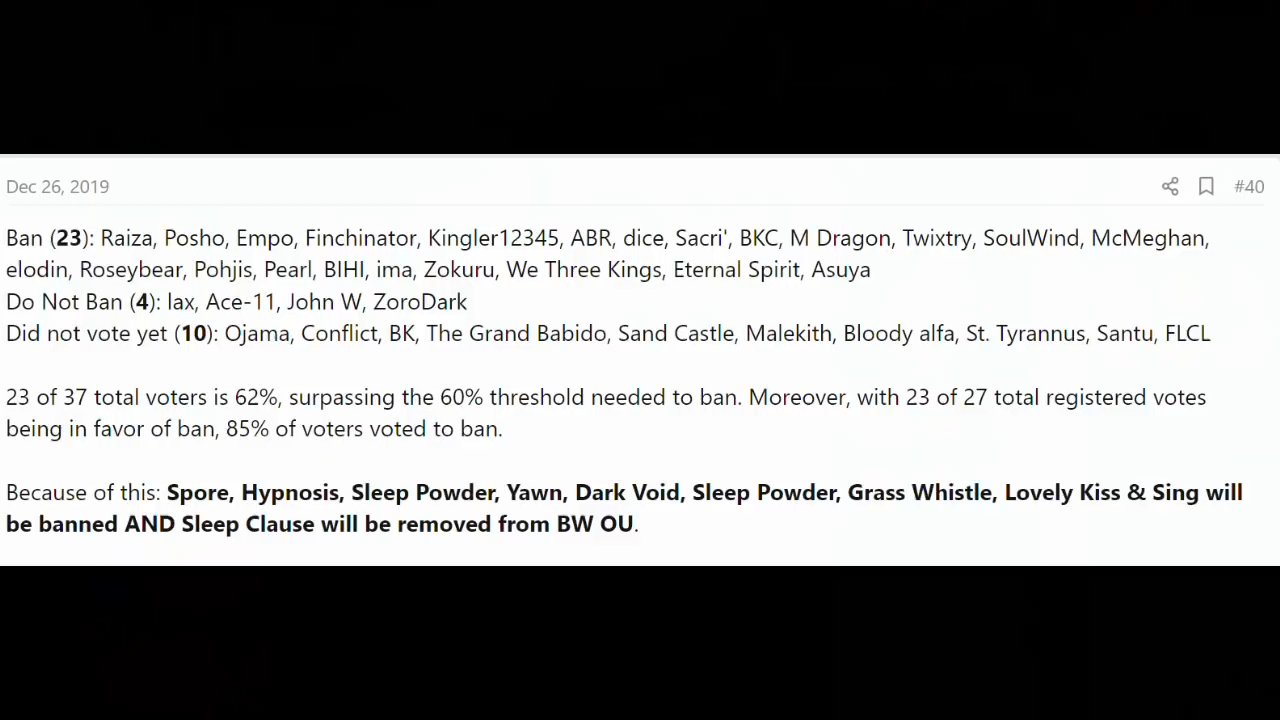 Dec 26, 2019
#40
Ban (23): Raiza, Posho, Empo, Finchinator, Kingler12345, ABR, dice, Sacri', BKC, M Dragon, Twixtry, SoulWind, McMeghan,
elodin, Roseybear, Pohjis, Pearl, BIHI, ima, Zokuru, We Three Kings, Eternal Spirit, Asuya
Do Not Ban (4): lax, Ace-11, John W, ZoroDark
Did not vote yet (10): Ojama, Conflict, BK, The Grand Babido, Sand Castle, Malekith, Bloody alfa, St. Tyrannus, Santu, FLCL
23 of 37 total voters is 62%, surpassing the 60% threshold needed to ban. Moreover, with 23 of 27 total registered votes
being in favor of ban, 85% of voters voted to ban.
Because of this: Spore, Hypnosis, Sleep Powder, Yawn, Dark Void, Sleep Powder, Grass Whistle, Lovely Kiss & Sing will
be banned AND Sleep Clause will be removed from BW OU.